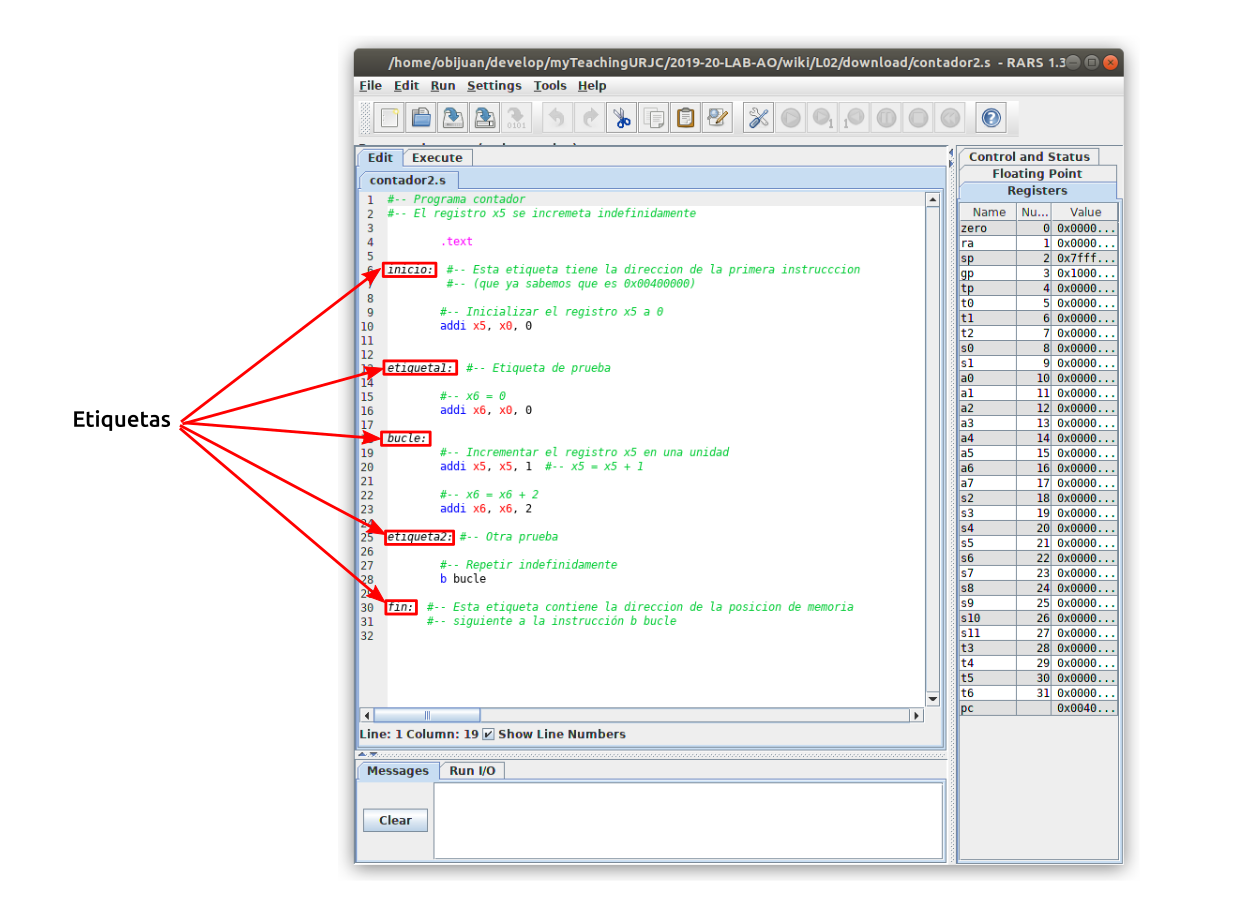 /home/obijuan/develop/myTeachingURJC/2019-20-LAB-AO/wiki/L02/download/contador2.s - RARS 1.3
File Edit Run Settings Tools Help
Edit Execute
contador2.s
1 #-- Programa contador
2 #-- El registro x5 se incremeta indefinidamente
3
4 .text
5
6 inicio: #-- Esta etiqueta tiene la direccion de la primera instrucccion
7 #-- (que ya sabemos que es 0x00400000)
8
9 #-- Inicializar el registro x5 a 0
10 addi x5, x0, 0
11
12
13 etiqueta1: #-- Etiqueta de prueba
14
15 #-- x6 = 0
16 addi x6, x0, 0
17
18 bucle:
19 #-- Incrementar el registro x5 en una unidad
20 addi x5, x5, 1 #-- x5 = x5 + 1
21
22 #-- x6 = x6 + 2
23 addi x6, x6, 2
24
25 etiqueta2: #-- Otra prueba
26
27 #-- Repetir indefinidamente
28 b bucle
29
30 fin: #-- Esta etiqueta contiene la direccion de la posicion de memoria
31 #-- siguiente a la instrucción b bucle
32
Etiquetas
Line: 1 Column: 19 Show Line Numbers
Messages Run I/O
Clear
Control and Status
Floating Point
Registers
Name Nu... Value
zero 0 0x0000...
ra 1 0x0000...
sp 2 0x7fff...
gp 3 0x1000...
tp 4 0x0000...
t0 5 0x0000...
t1 6 0x0000...
t2 7 0x0000...
s0 8 0x0000...
s1 9 0x0000...
a0 10 0x0000...
a1 11 0x0000...
a2 12 0x0000...
a3 13 0x0000...
a4 14 0x0000...
a5 15 0x0000...
a6 16 0x0000...
a7 17 0x0000...
s2 18 0x0000...
s3 19 0x0000...
s4 20 0x0000...
s5 21 0x0000...
s6 22 0x0000...
s7 23 0x0000...
s8 24 0x0000...
s9 25 0x0000...
s10 26 0x0000...
s11 27 0x0000...
t3 28 0x0000...
t4 29 0x0000...
t5 30 0x0000...
t6 31 0x0000...
pc 0x0040...